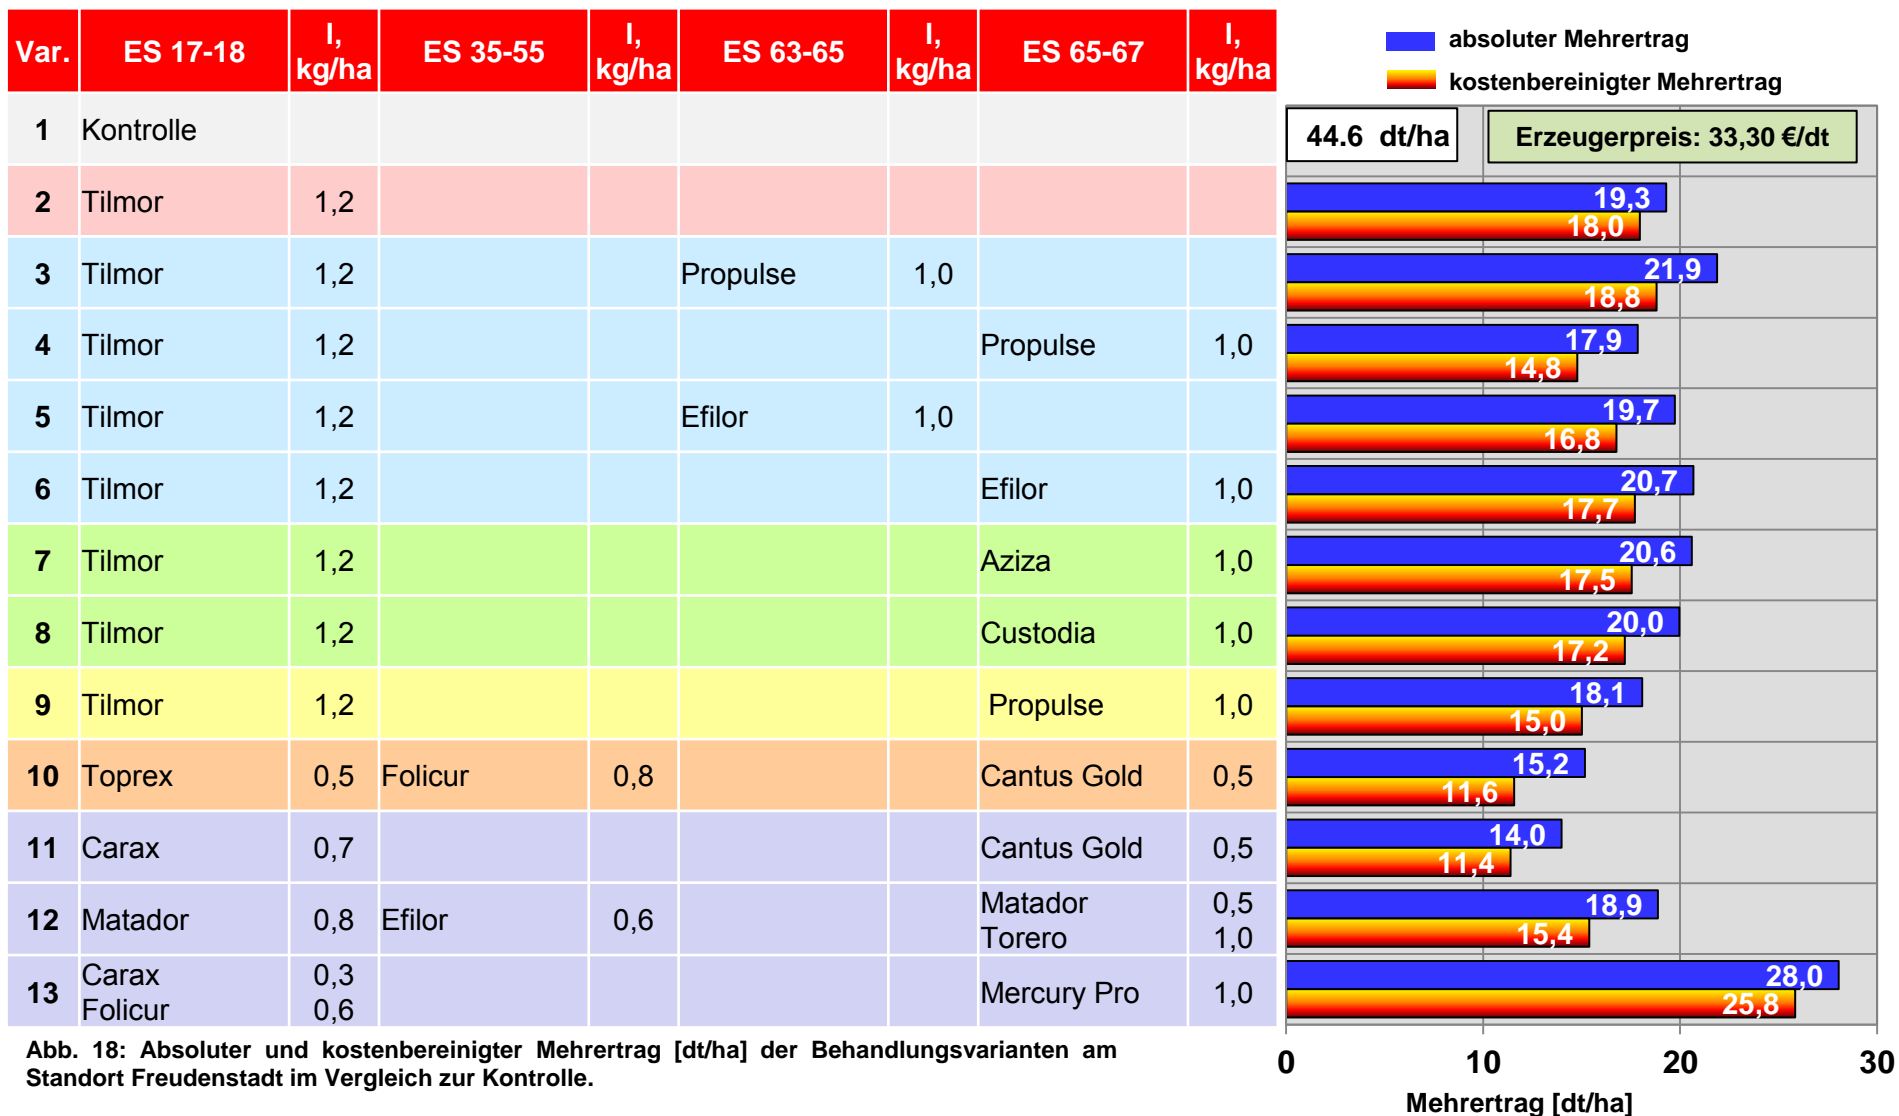 Var. ES 17-18 l, kg/ha ES 35-55 l, kg/ha ES 63-65 l, kg/ha ES 65-67 l, kg/ha
absoluter Mehrertrag
kostenbereinigter Mehrertrag
1 Kontrolle 44.6 dt/ha Erzeugerpreis: 33,30 €/dt
2 Tilmor 1,2 19,3
18,0
3 Tilmor 1,2 Propulse 1,0 21,9
18,8
4 Tilmor 1,2 Propulse 1,0 17,9
14,8
5 Tilmor 1,2 Efilor 1,0 19,7
16,8
6 Tilmor 1,2 Efilor 1,0 20,7
17,7
7 Tilmor 1,2 Aziza 1,0 20,6
17,5
8 Tilmor 1,2 Custodia 1,0 20,0
17,2
9 Tilmor 1,2 Propulse 1,0 18,1
15,0
10 Toprex 0,5 Folicur 0,8 Cantus Gold 0,5 15,2
11,6
11 Carax 0,7 Cantus Gold 0,5 14,0
11,4
12 Matador 0,8 Efilor 0,6 Matador 0,5 18,9
Torero 1,0 15,4
13 Carax 0,3 Mercury Pro 1,0 28,0
Folicur 0,6 25,8
0 10 20 30
Mehrertrag [dt/ha]
Abb. 18: Absoluter und kostenbereinigter Mehrertrag [dt/ha] der Behandlungsvarianten am
Standort Freudenstadt im Vergleich zur Kontrolle.